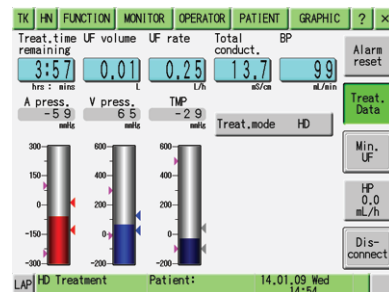 TK HN FUNCTION MONITOR OPERATOR PATIENT GRAPHIC ? ×
Treat.time remaining UF volume UF rate Total conduct. BP
3:57 0.01 0.25 13.7 99
hrs : mins L L/h mS/cm mL/min
A press. V press. TMP
-59 65 -29
mmHg mmHg mmHg
Treat.mode HD
300 600 400
150 400 200
0 200 0
-150 0 -200
-300 -100
Alarm reset
Treat. Data
Min. UF
HP 0.0 mL/h
Dis-connect
LAP HD Treatment Patient: 14.01.09 Wed
14:54